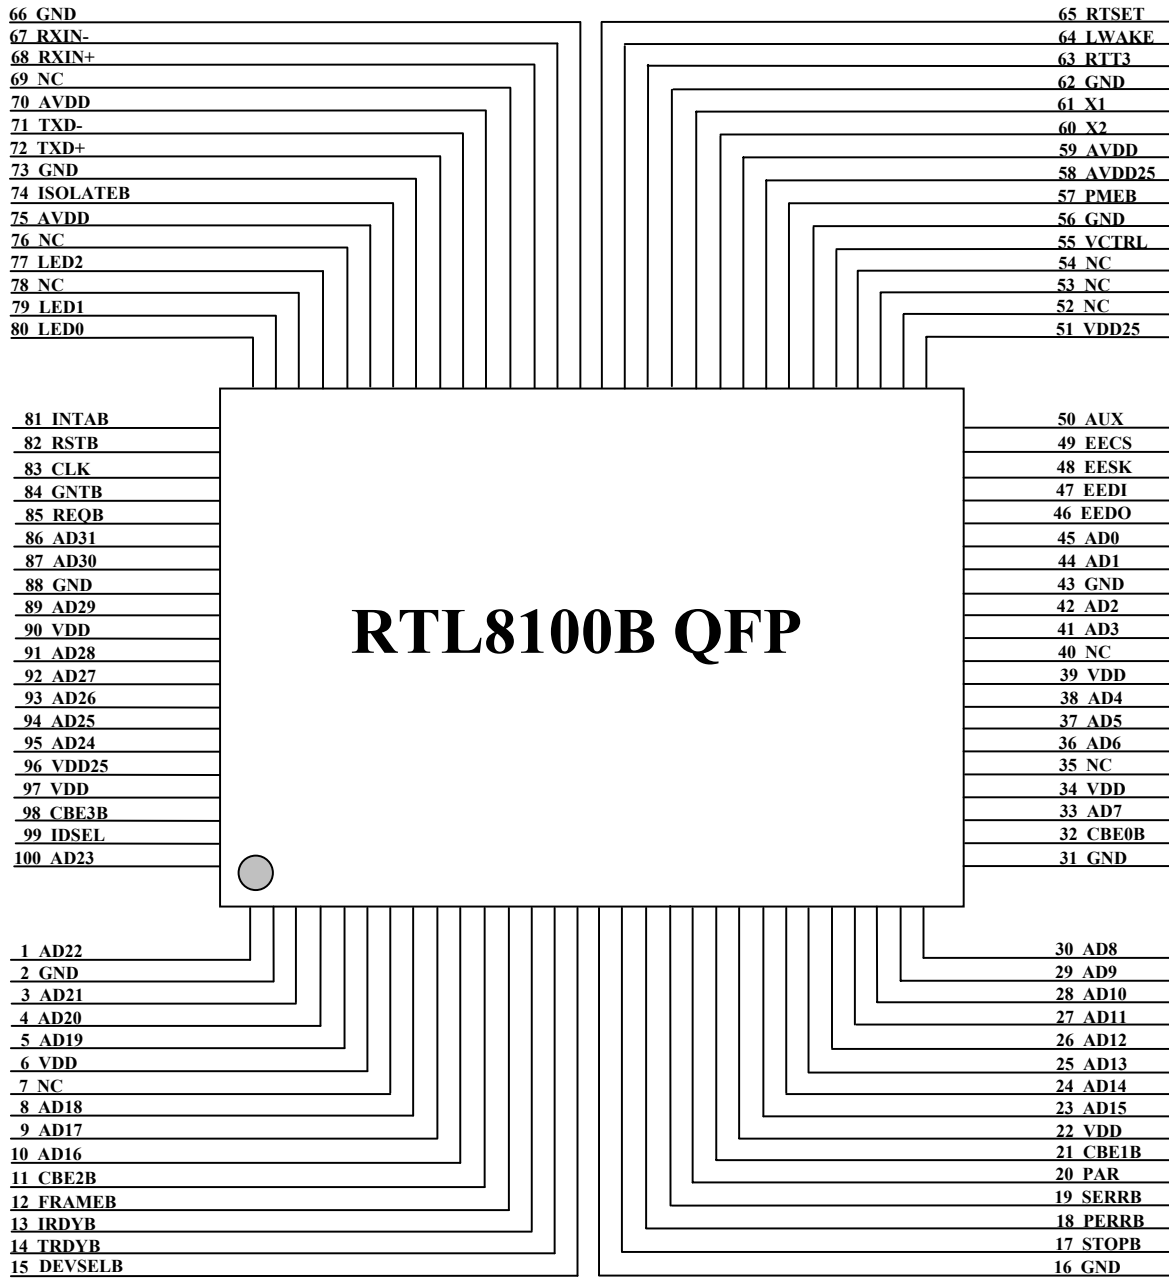 66 GND
67 RXIN-
68 RXIN+
69 NC
70 AVDD
71 TXD-
72 TXD+
73 GND
74 ISOLATEB
75 AVDD
76 NC
77 LED2
78 NC
79 LED1
80 LED0
65 RTSET
64 LWAKE
63 RTT3
62 GND
61 X1
60 X2
59 AVDD
58 AVDD25
57 PMEB
56 GND
55 VCTRL
54 NC
53 NC
52 NC
51 VDD25
81 INTAB
82 RSTB
83 CLK
84 GNTB
85 REQB
86 AD31
87 AD30
88 GND
89 AD29
90 VDD
91 AD28
92 AD27
93 AD26
94 AD25
95 AD24
96 VDD25
97 VDD
98 CBE3B
99 IDSEL
100 AD23
RTL8100B QFP
50 AUX
49 EECS
48 EESK
47 EEDI
46 EEDO
45 AD0
44 AD1
43 GND
42 AD2
41 AD3
40 NC
39 VDD
38 AD4
37 AD5
36 AD6
35 NC
34 VDD
33 AD7
32 CBE0B
31 GND
1 AD22
2 GND
3 AD21
4 AD20
5 AD19
6 VDD
7 NC
8 AD18
9 AD17
10 AD16
11 CBE2B
12 FRAMEB
13 IRDYB
14 TRDYB
15 DEVSELB
30 AD8
29 AD9
28 AD10
27 AD11
26 AD12
25 AD13
24 AD14
23 AD15
22 VDD
21 CBE1B
20 PAR
19 SERRB
18 PERRB
17 STOPB
16 GND